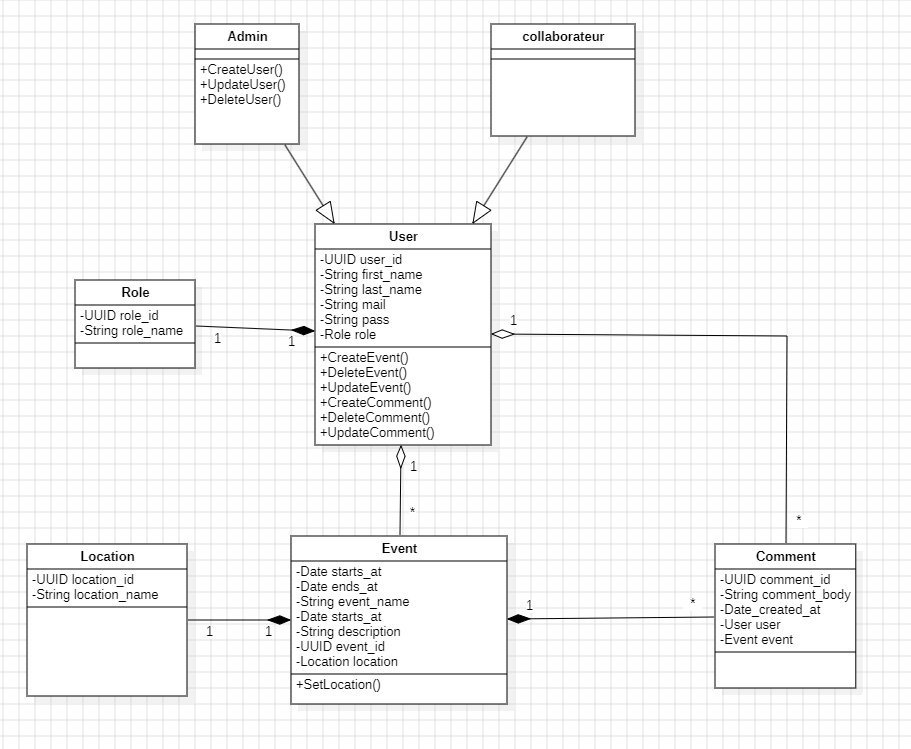 Admin
+CreateUser()
+UpdateUser()
+DeleteUser()
collaborateur
User
-UUID user_id
-String first_name
-String last_name
-String mail
-String pass
-Role role
+CreateEvent()
+DeleteEvent()
+UpdateEvent()
+CreateComment()
+DeleteComment()
+UpdateComment()
Role
-UUID role_id
-String role_name
1
1
1
1
*
*
Location
-UUID location_id
-String location_name
1
1
Event
-Date starts_at
-Date ends_at
-String event_name
-Date starts_at
-String description
-UUID event_id
-Location location
+SetLocation()
1
*
Comment
-UUID comment_id
-String comment_body
-Date_created_at
-User user
-Event event